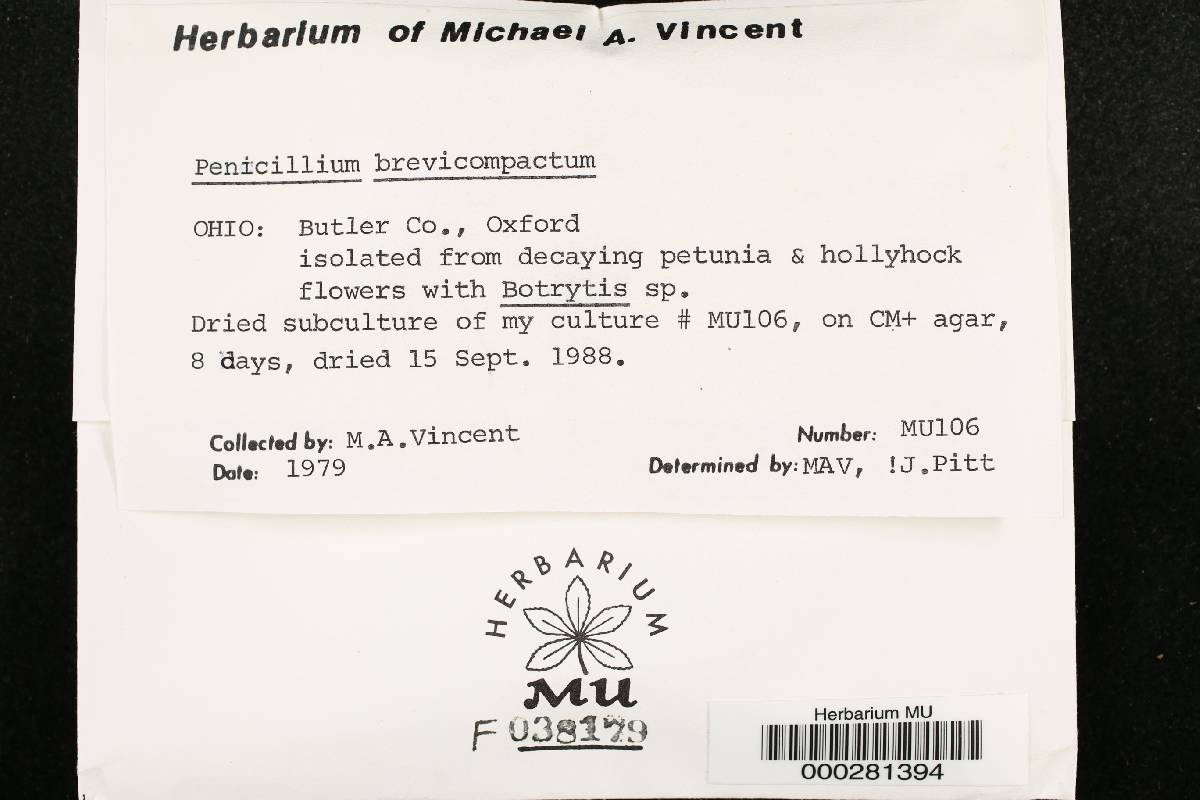 Herbarium of Michael A. Vincent
Penicillium brevicompactum
OHIO: Butler Co., Oxford
isolated from decaying petunia & hollyhock
flowers with Botrytis sp.
Dried subculture of my culture # MU106, on CM+ agar,
8 days, dried 15 Sept. 1988.
Collected by: M.A.Vincent Number: MU106
Date: 1979 Determined by: MAV, !J.Pitt
HERBARIUM
MU
F 038179
Herbarium MU
000281394